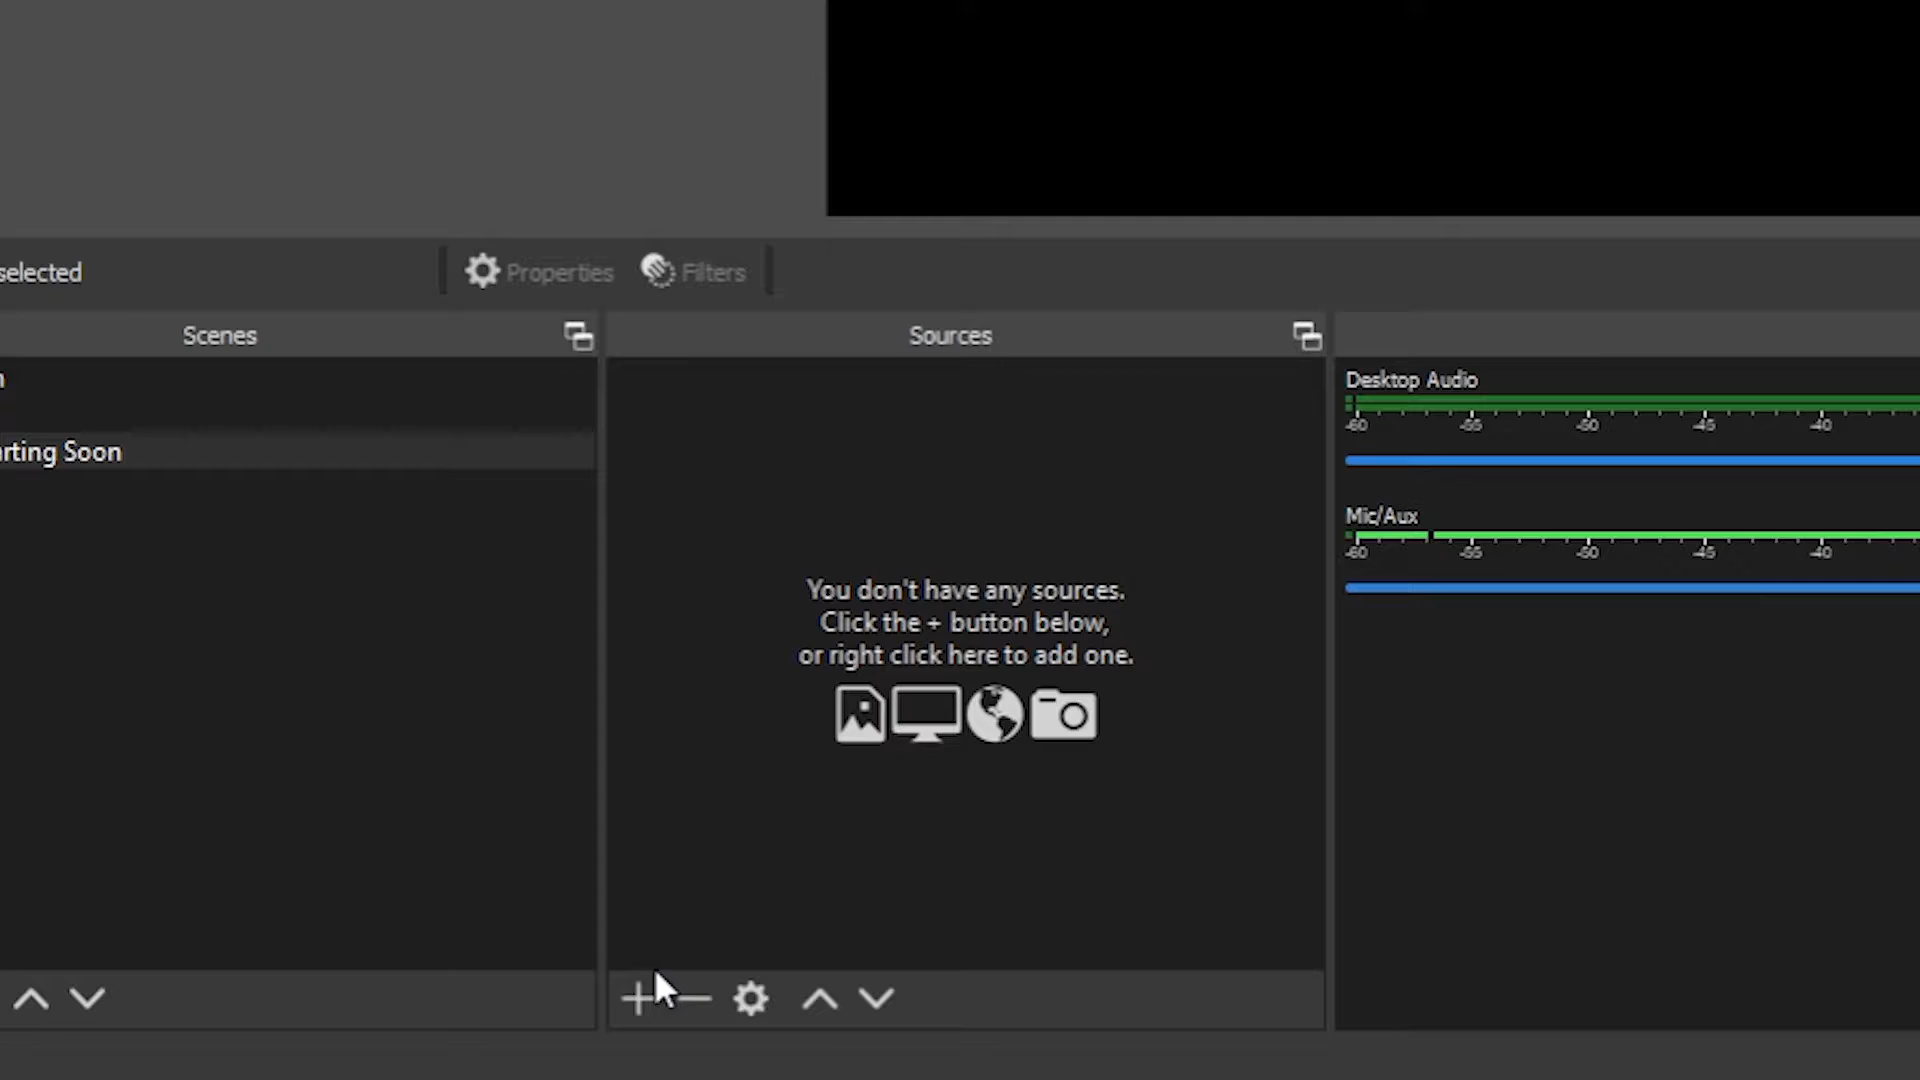 selected
Properties
Filters
Scenes
Sources
rting Soon
You don't have any sources.
Click the + button below,
or right click here to add one.
Desktop Audio
-60 -55 -50 -45 -40
Mic/Aux
-60 -55 -50 -45 -40